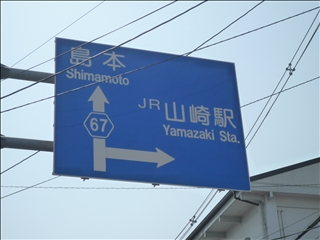 島本
Shimamoto
67
JR山崎駅
Yamazaki Sta.